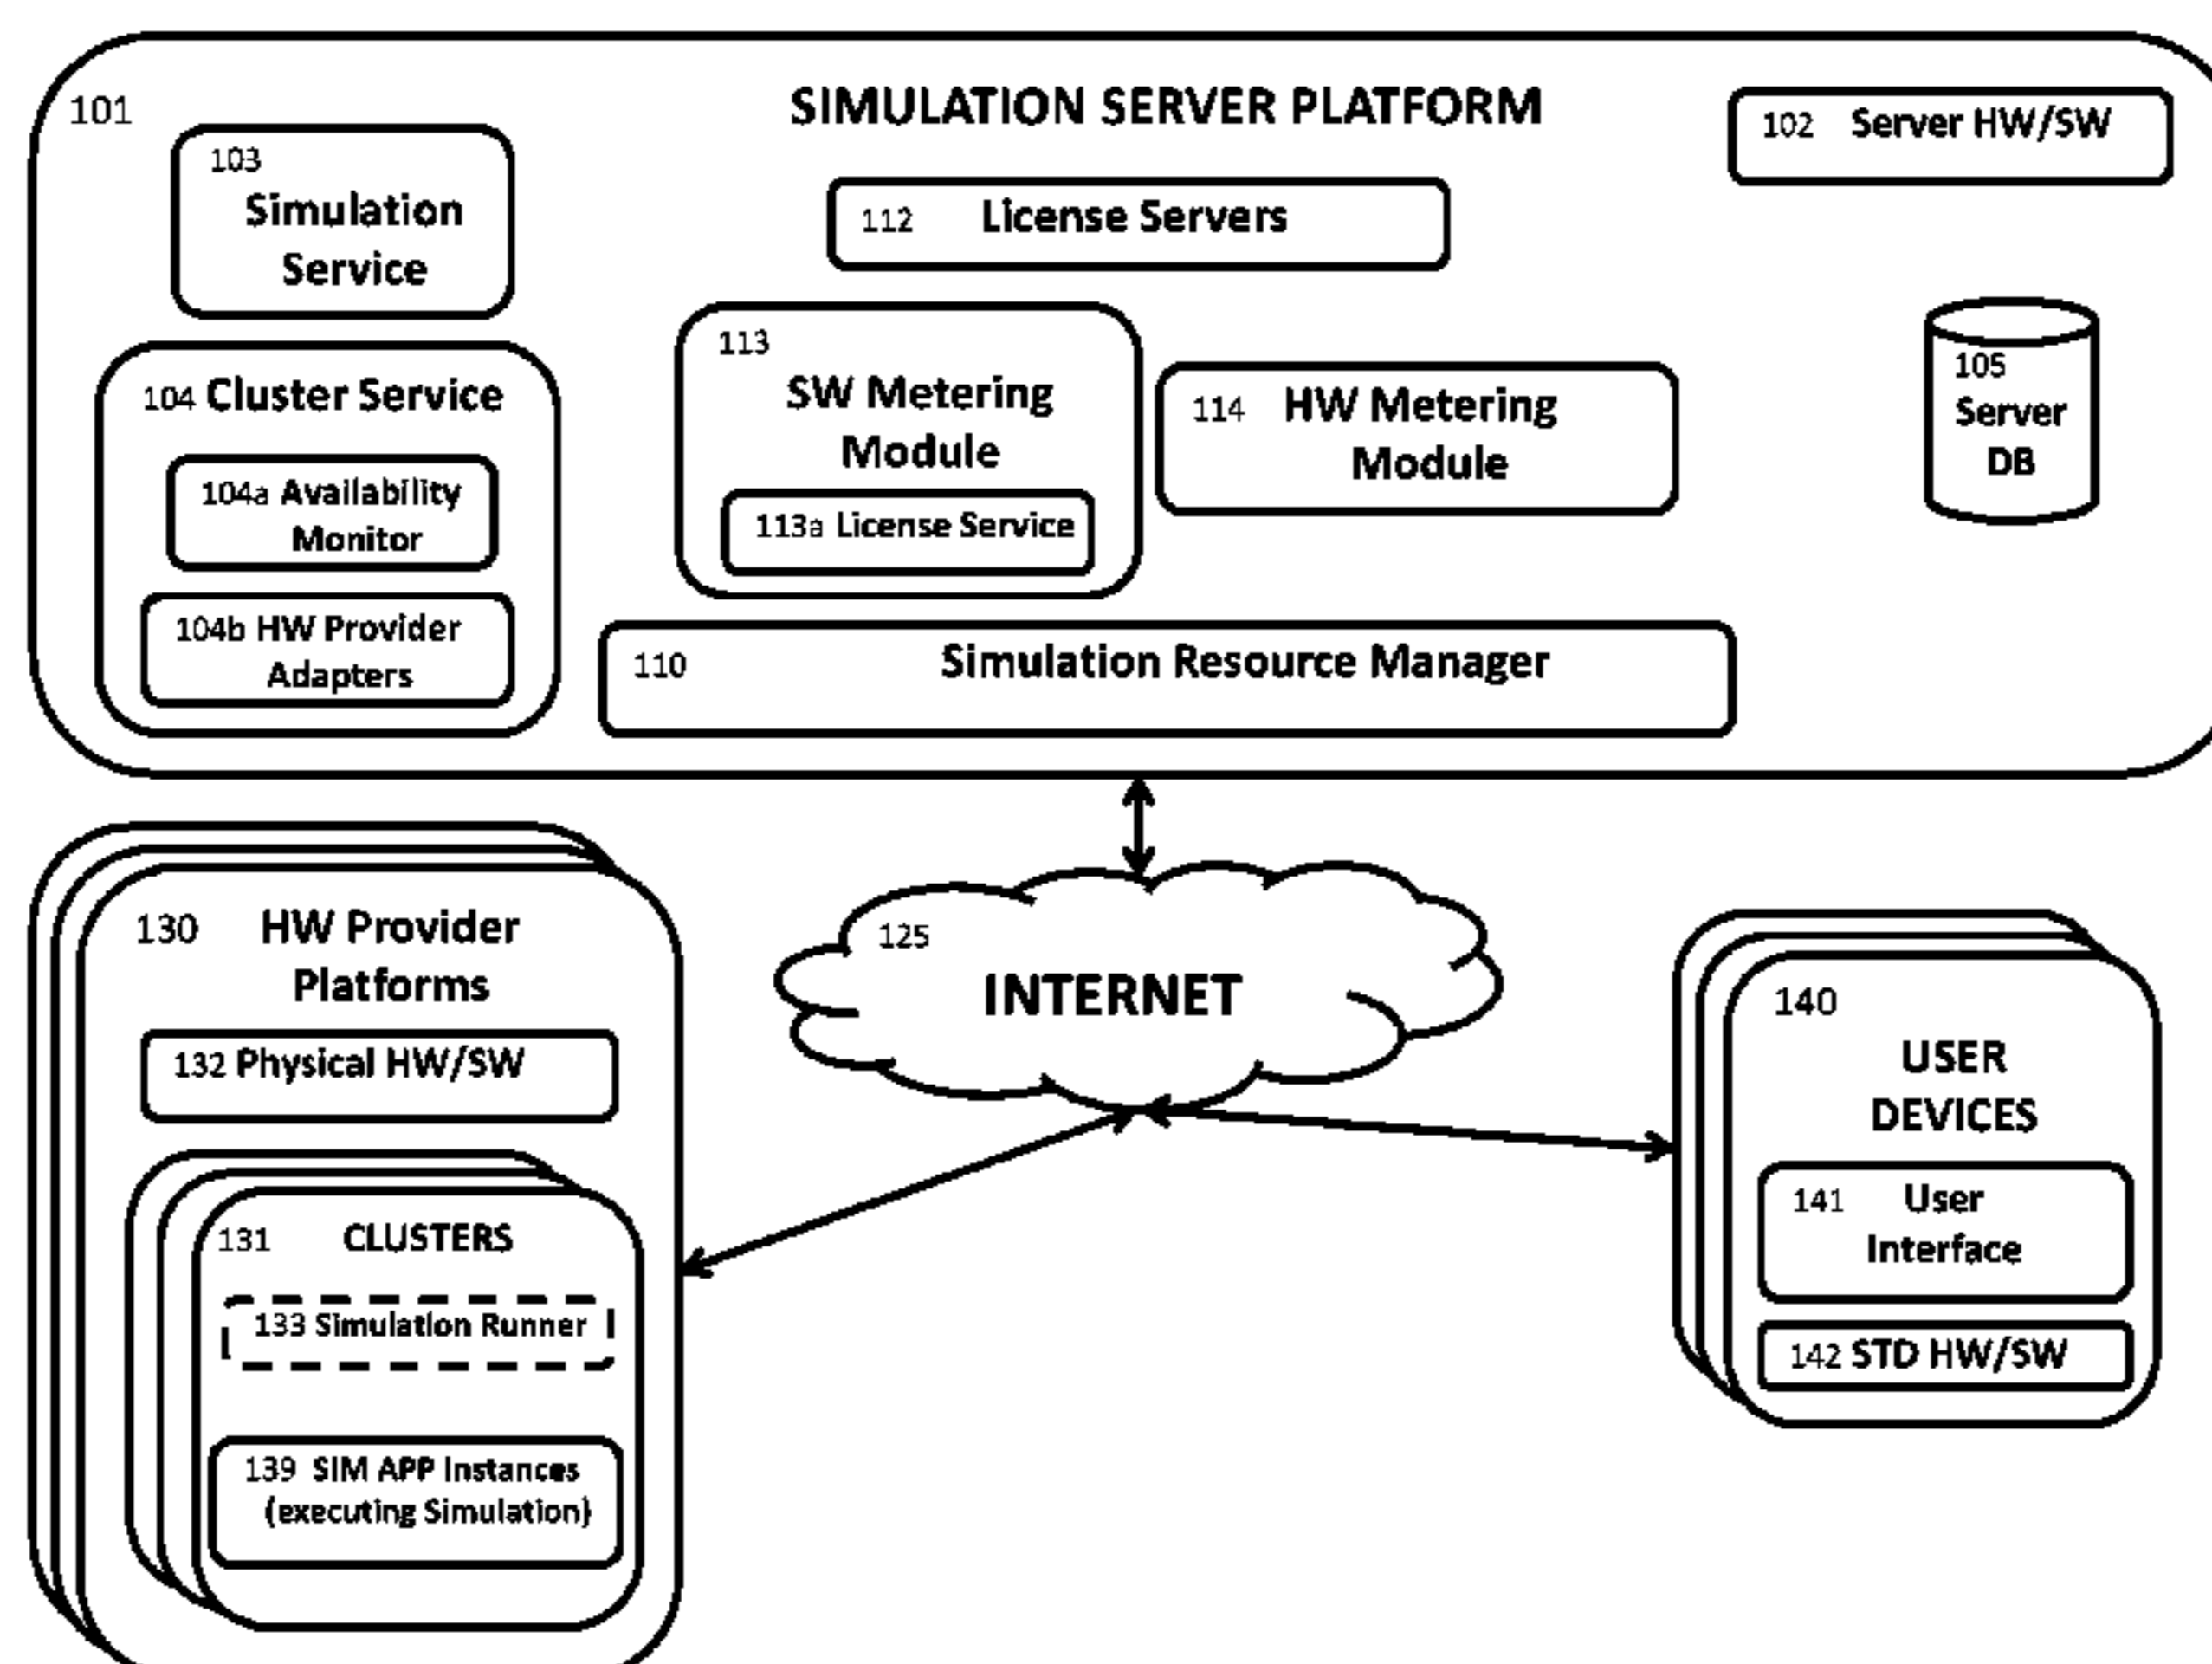 101
SIMULATION SERVER PLATFORM
102 Server HW/SW
103
Simulation
Service
112 License Servers
104 Cluster Service
104a Availability
Monitor
104b HW Provider
Adapters
113
SW Metering
Module
113a License Service
114 HW Metering
Module
105
Server
DB
110 Simulation Resource Manager
125
INTERNET
130 HW Provider
Platforms
132 Physical HW/SW
131 CLUSTERS
133 Simulation Runner
139 SIM APP Instances
(executing Simulation)
140
USER
DEVICES
141 User
Interface
142 STD HW/SW